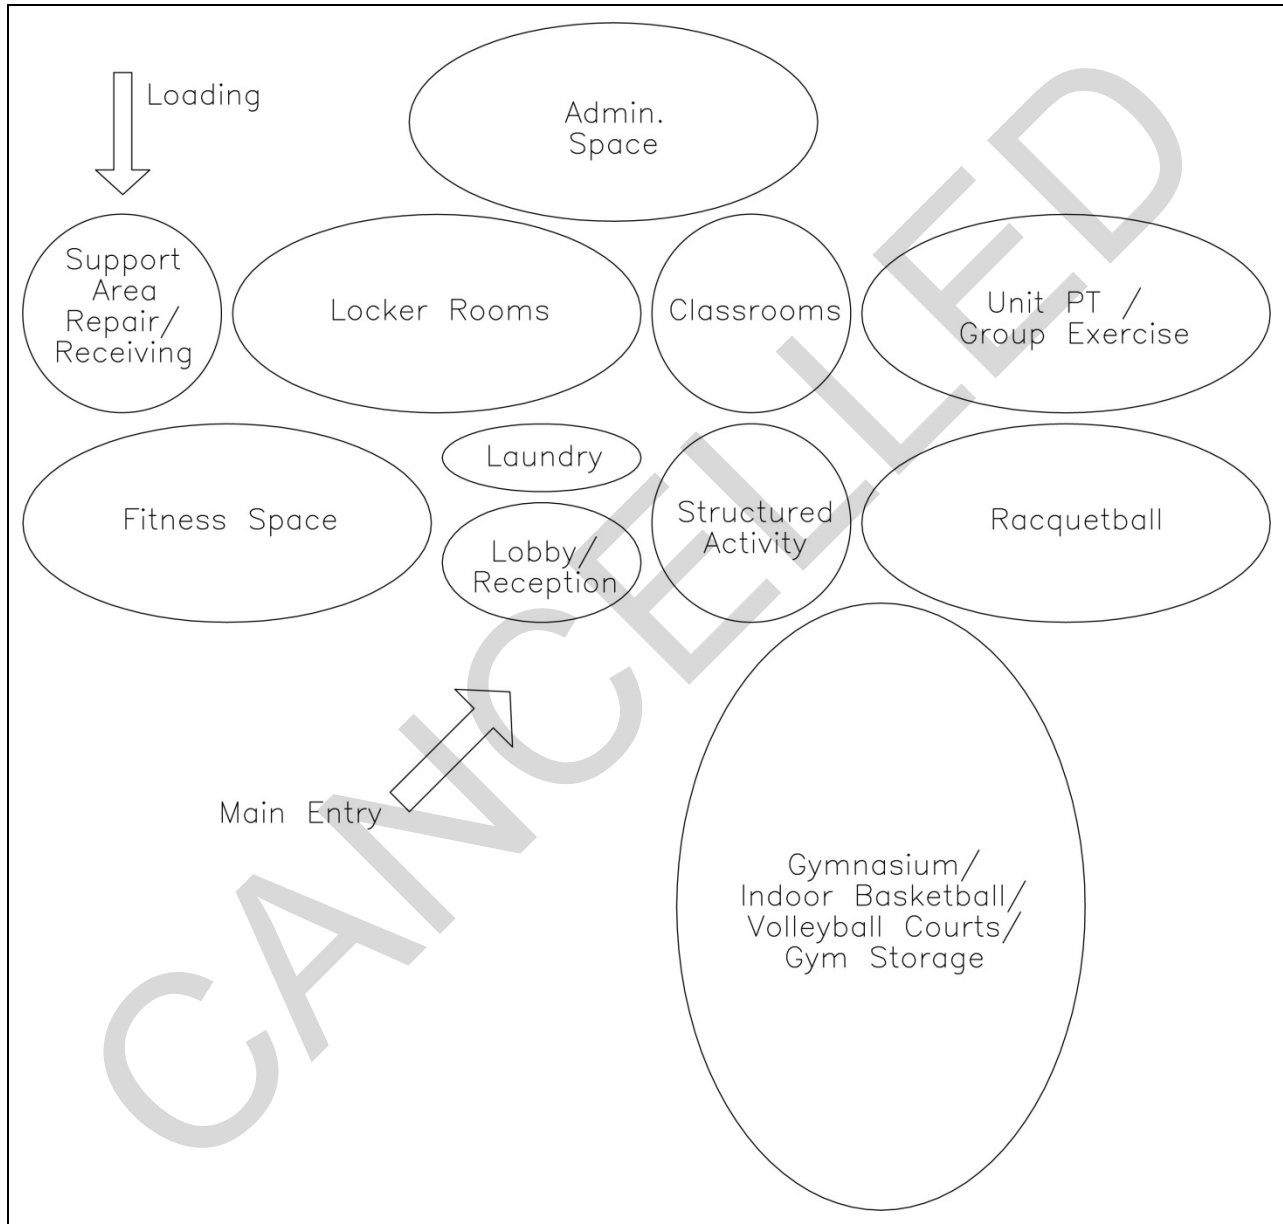 Loading
Admin.
Space
Support
Area
Repair/
Receiving
Locker Rooms
Classrooms
Unit PT /
Group Exercise
Fitness Space
Laundry
Lobby/
Reception
Structured
Activity
Racquetball
Main Entry
Gymnasium/
Indoor Basketball/
Volleyball Courts/
Gym Storage
CANCELLED